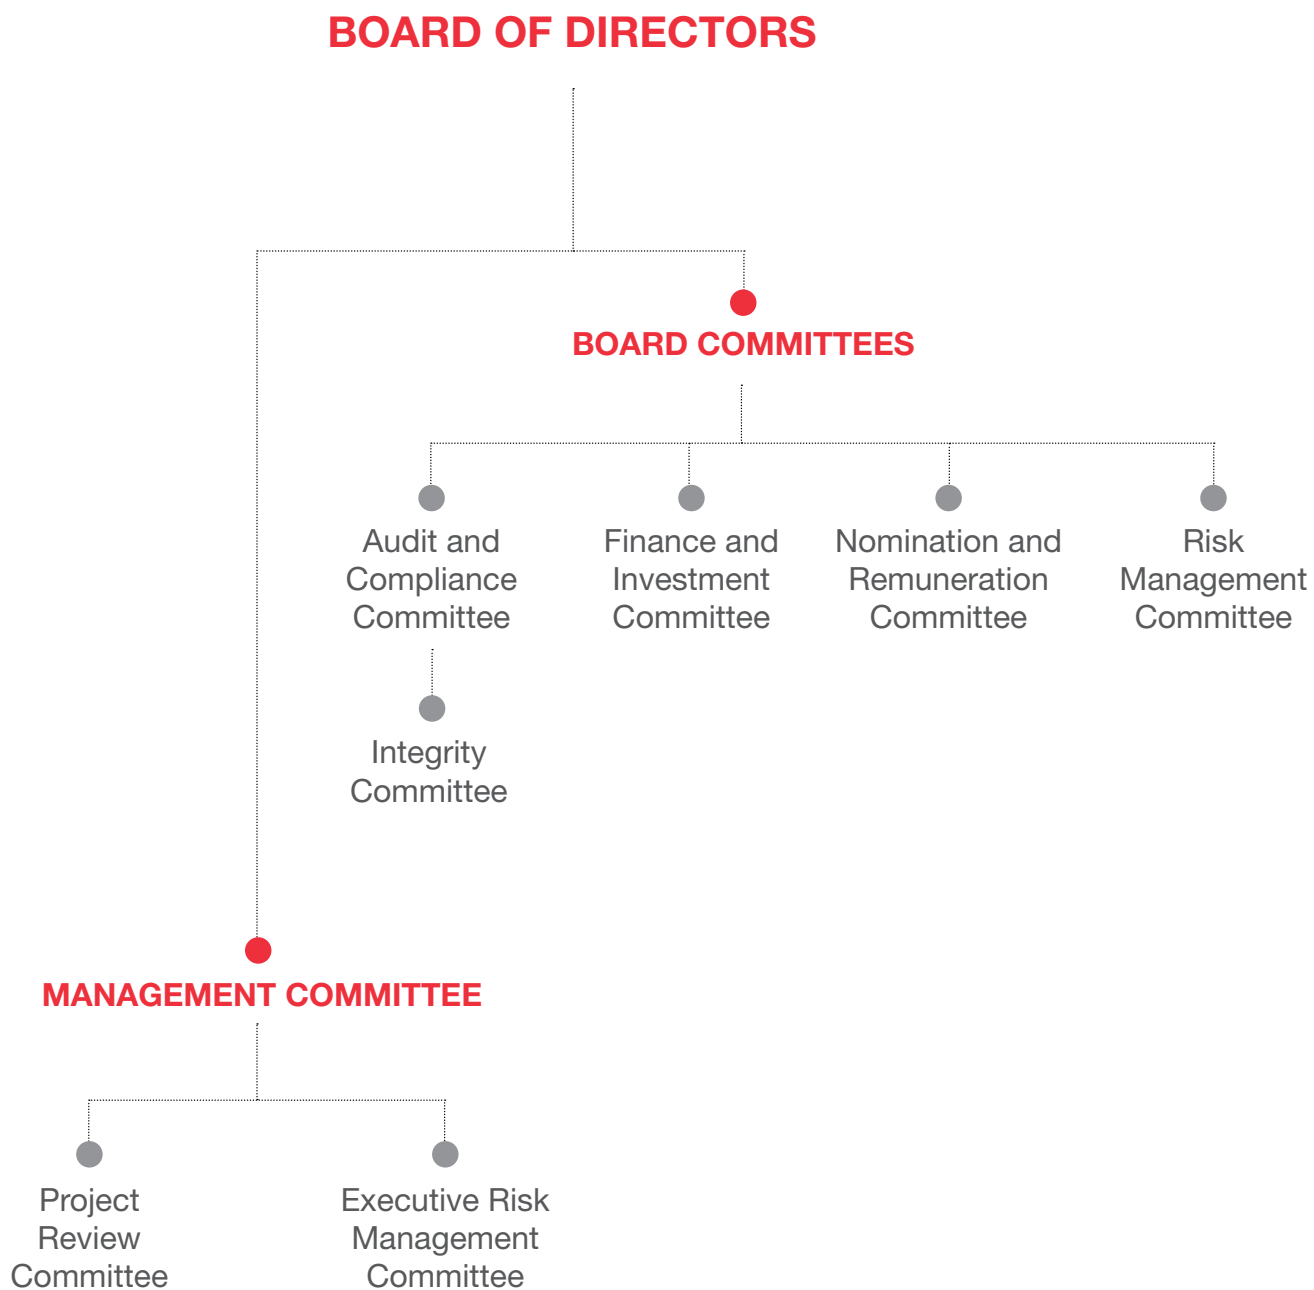 BOARD OF DIRECTORS
BOARD COMMITTEES
Audit and
Compliance
Committee
Finance and
Investment
Committee
Nomination and
Remuneration
Committee
Risk
Management
Committee
Integrity
Committee
MANAGEMENT COMMITTEE
Project
Review
Committee
Executive Risk
Management
Committee